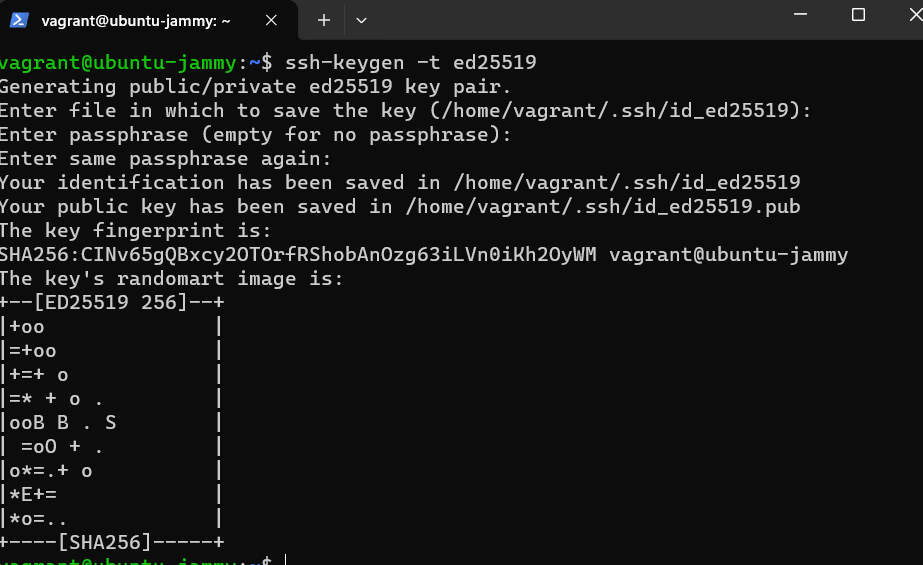 vagrant@ubuntu-jammy: ~
vagrant@ubuntu-jammy:~$ ssh-keygen -t ed25519
Generating public/private ed25519 key pair.
Enter file in which to save the key (/home/vagrant/.ssh/id_ed25519):
Enter passphrase (empty for no passphrase):
Enter same passphrase again:
Your identification has been saved in /home/vagrant/.ssh/id_ed25519
Your public key has been saved in /home/vagrant/.ssh/id_ed25519.pub
The key fingerprint is:
SHA256:CINv65gQBxcy2OTOrfRShobAnOzg63iLVn0iKh2OyWM vagrant@ubuntu-jammy
The key's randomart image is:
+--[ED25519 256]--+
|+oo              |
|=+oo             |
|+=+ o            |
|=* + o .         |
|ooB B . S        |
| =oO + .         |
|o*=.+ o          |
|*E+=             |
|*o=..            |
+----[SHA256]-----+
vagrant@ubuntu-jammy:~$